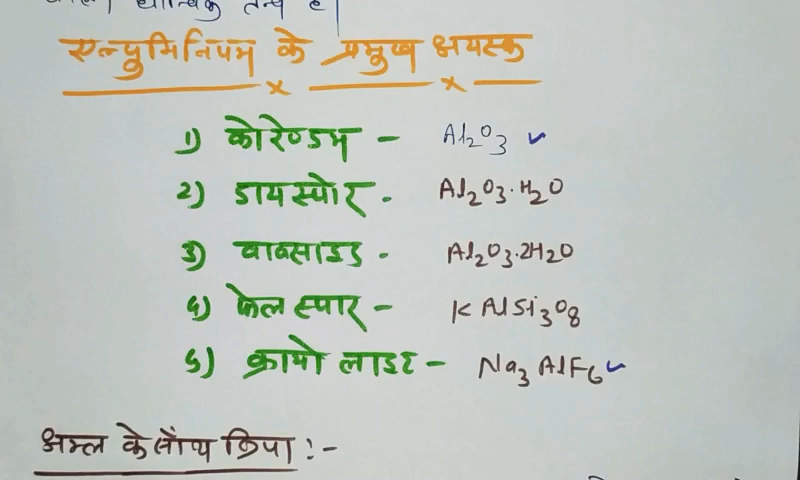 धात्विक तत्व है|
एल्युमिनियम के प्रमुख अयस्क
1) कोरेण्डम - Al2O3
2) डायस्पोर - Al2O3.H2O
3) बाक्साइड - Al2O3.2H2O
4) फेलस्पार - KAlSi3O8
5) क्रायोलाइट - Na3AlF6
अम्ल के साथ क्रिया :-